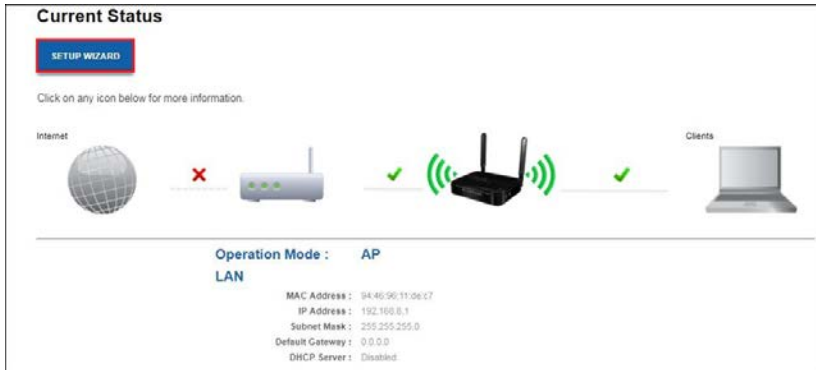 Current Status
SETUP WIZARD
Click on any icon below for more information.
Internet
Clients
Operation Mode : AP
LAN
MAC Address : 94:46:96:11:de:c7
IP Address : 192.168.8.1
Subnet Mask : 255.255.255.0
Default Gateway : 0.0.0.0
DHCP Server : Disabled